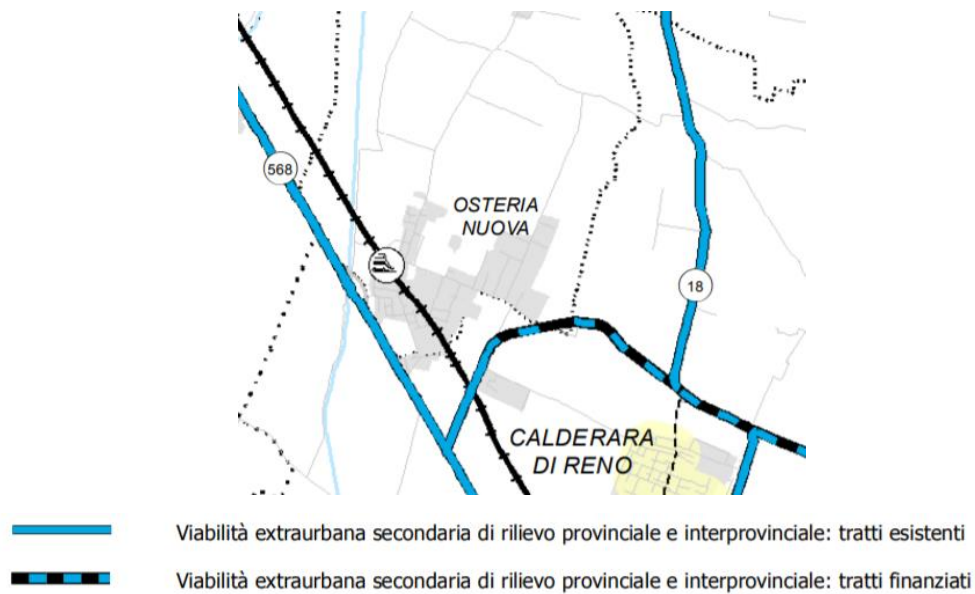 568
OSTERIA
NUOVA
18
CALDERARA
DI RENO
Viabilità extraurbana secondaria di rilievo provinciale e interprovinciale: tratti esistenti
Viabilità extraurbana secondaria di rilievo provinciale e interprovinciale: tratti finanziati